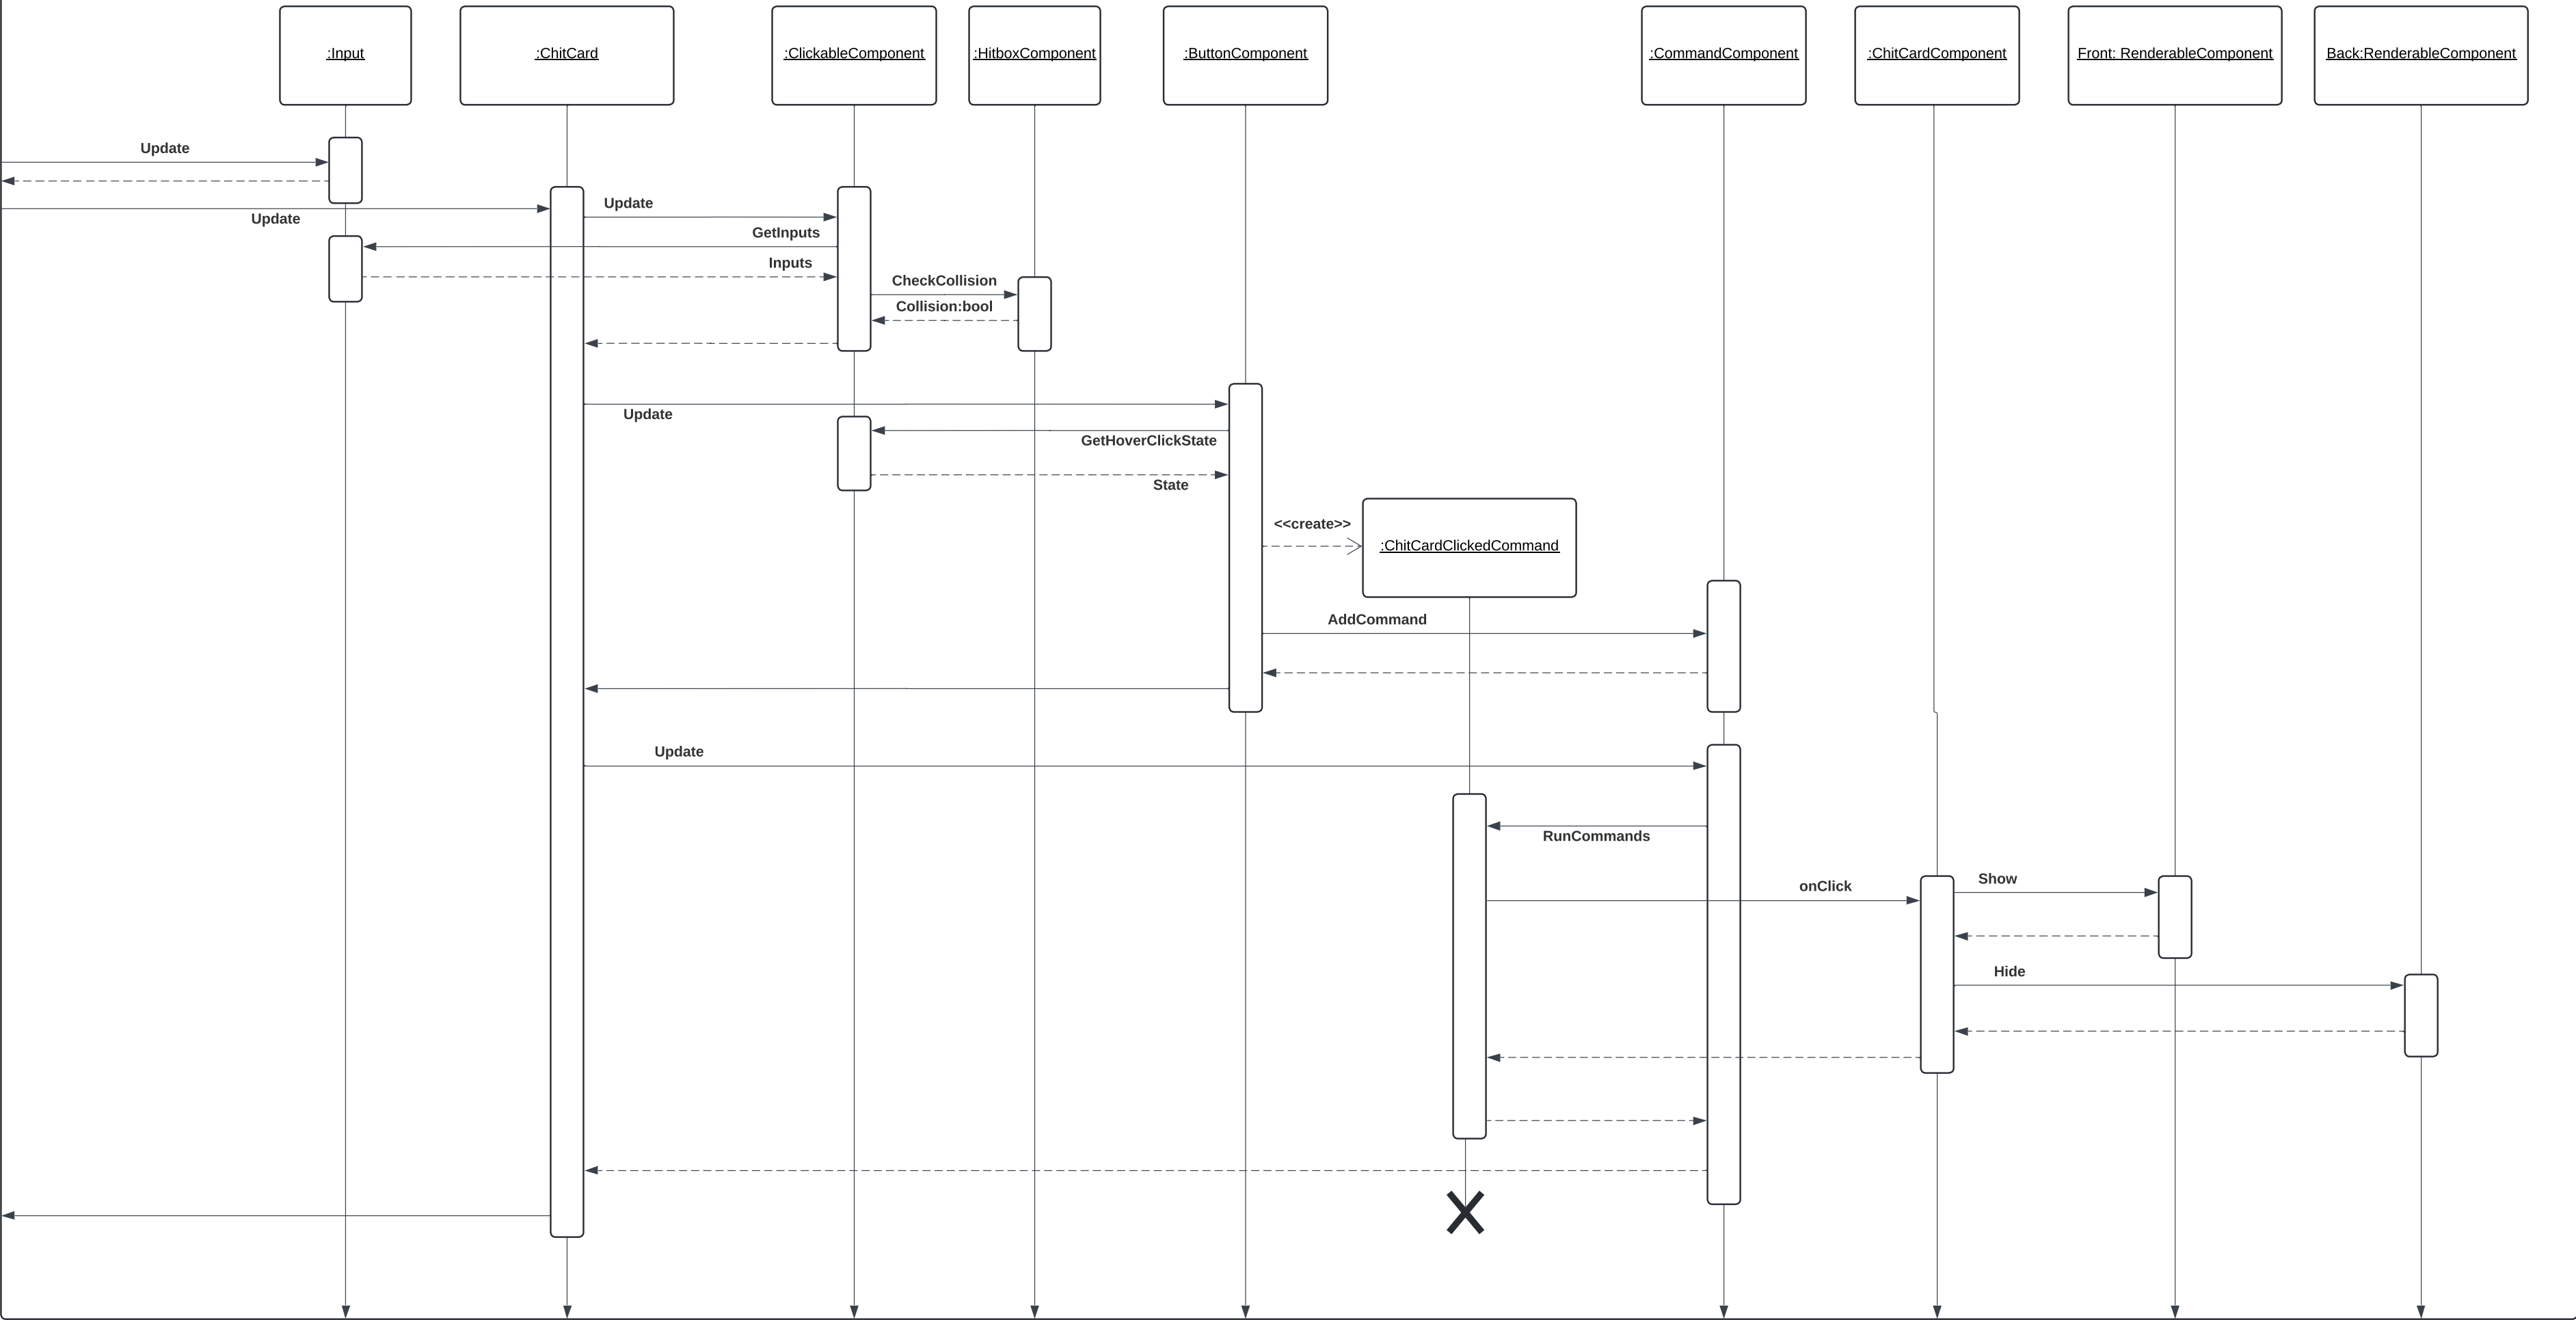 :Input
:ChitCard
:ClickableComponent
:HitboxComponent
:ButtonComponent
:CommandComponent
:ChitCardComponent
Front: RenderableComponent
Back:RenderableComponent
Update
Update
Update
GetInputs
Inputs
CheckCollision
Collision:bool
Update
GetHoverClickState
State
<<create>>
:ChitCardClickedCommand
AddCommand
Update
RunCommands
onClick
Show
Hide